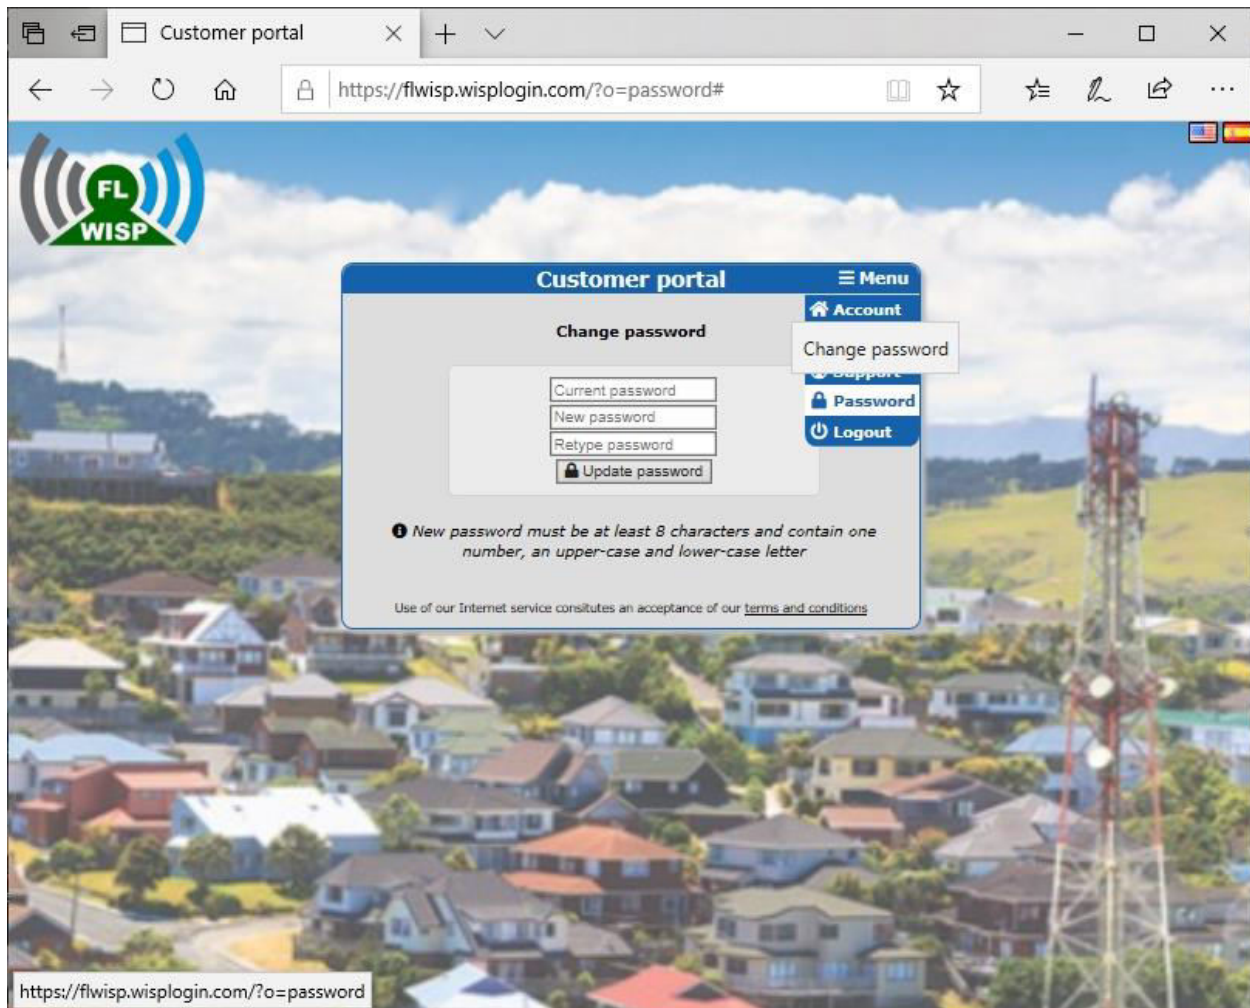 Customer portal
https://flwisp.wisplogin.com/?o=password#
FL
WISP
Customer portal
Menu
Account
Change password
Change password
Support
Current password
New password
Password
Retype password
Logout
Update password
New password must be at least 8 characters and contain one
number, an upper-case and lower-case letter
Use of our Internet service consitutes an acceptance of our terms and conditions
https://flwisp.wisplogin.com/?o=password